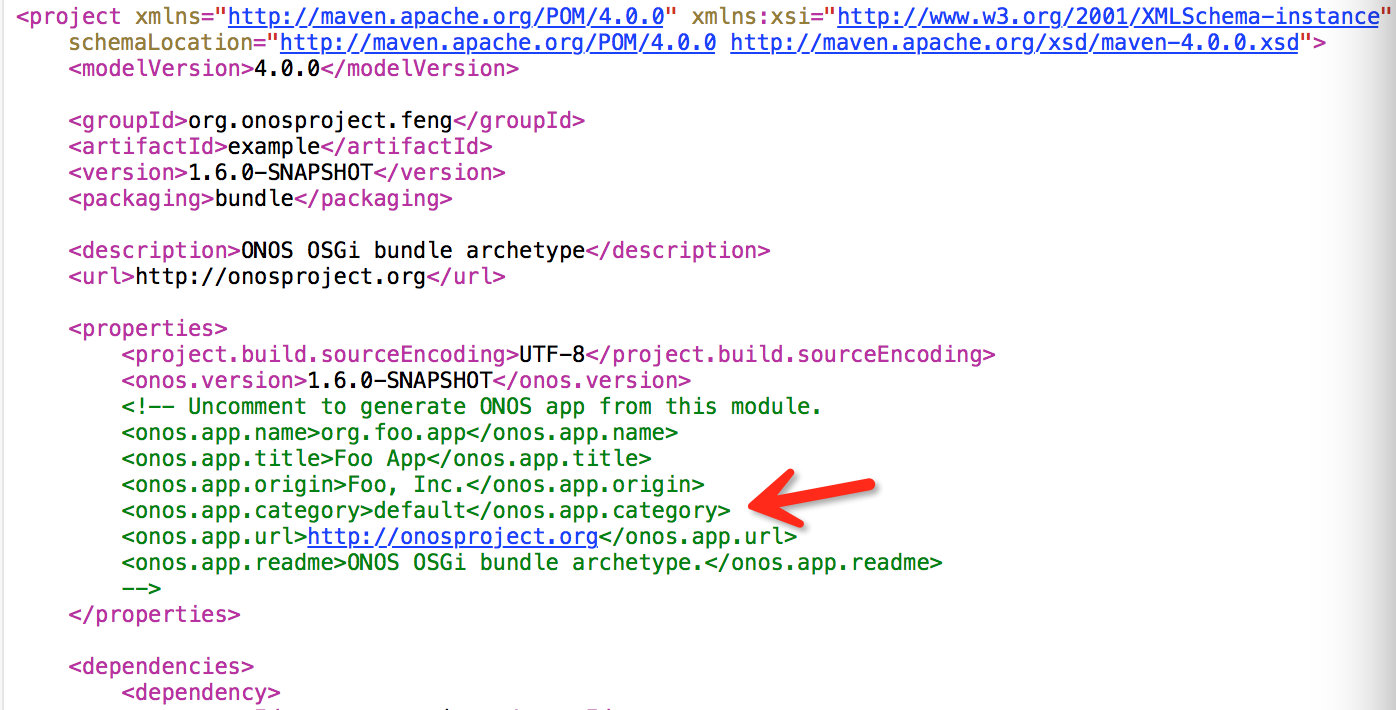 <project xmlns="http://maven.apache.org/POM/4.0.0" xmlns:xsi="http://www.w3.org/2001/XMLSchema-instance"
schemaLocation="http://maven.apache.org/POM/4.0.0 http://maven.apache.org/xsd/maven-4.0.0.xsd">
<modelVersion>4.0.0</modelVersion>
<groupId>org.onosproject.feng</groupId>
<artifactId>example</artifactId>
<version>1.6.0-SNAPSHOT</version>
<packaging>bundle</packaging>
<description>ONOS OSGi bundle archetype</description>
<url>http://onosproject.org</url>
<properties>
<project.build.sourceEncoding>UTF-8</project.build.sourceEncoding>
<onos.version>1.6.0-SNAPSHOT</onos.version>
<!-- Uncomment to generate ONOS app from this module.
<onos.app.name>org.foo.app</onos.app.name>
<onos.app.title>Foo App</onos.app.title>
<onos.app.origin>Foo, Inc.</onos.app.origin>
<onos.app.category>default</onos.app.category>
<onos.app.url>http://onosproject.org</onos.app.url>
<onos.app.readme>ONOS OSGi bundle archetype.</onos.app.readme>
-->
</properties>
<dependencies>
<dependency>